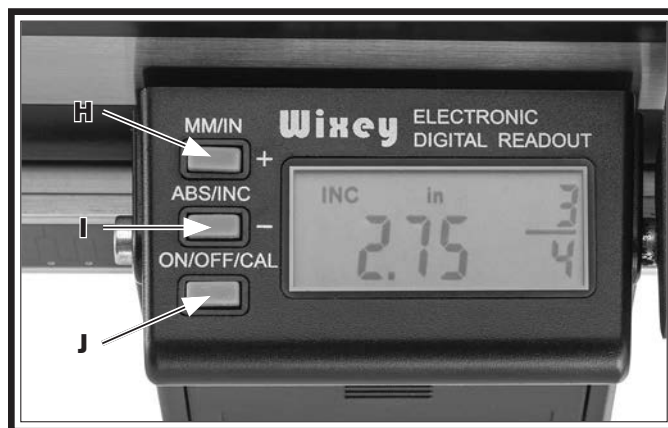 H
MM/IN
+
Wixey ELECTRONIC
DIGITAL READOUT
I
ABS/INC
−
ON/OFF/CAL
J
INC in
2.75 3/4